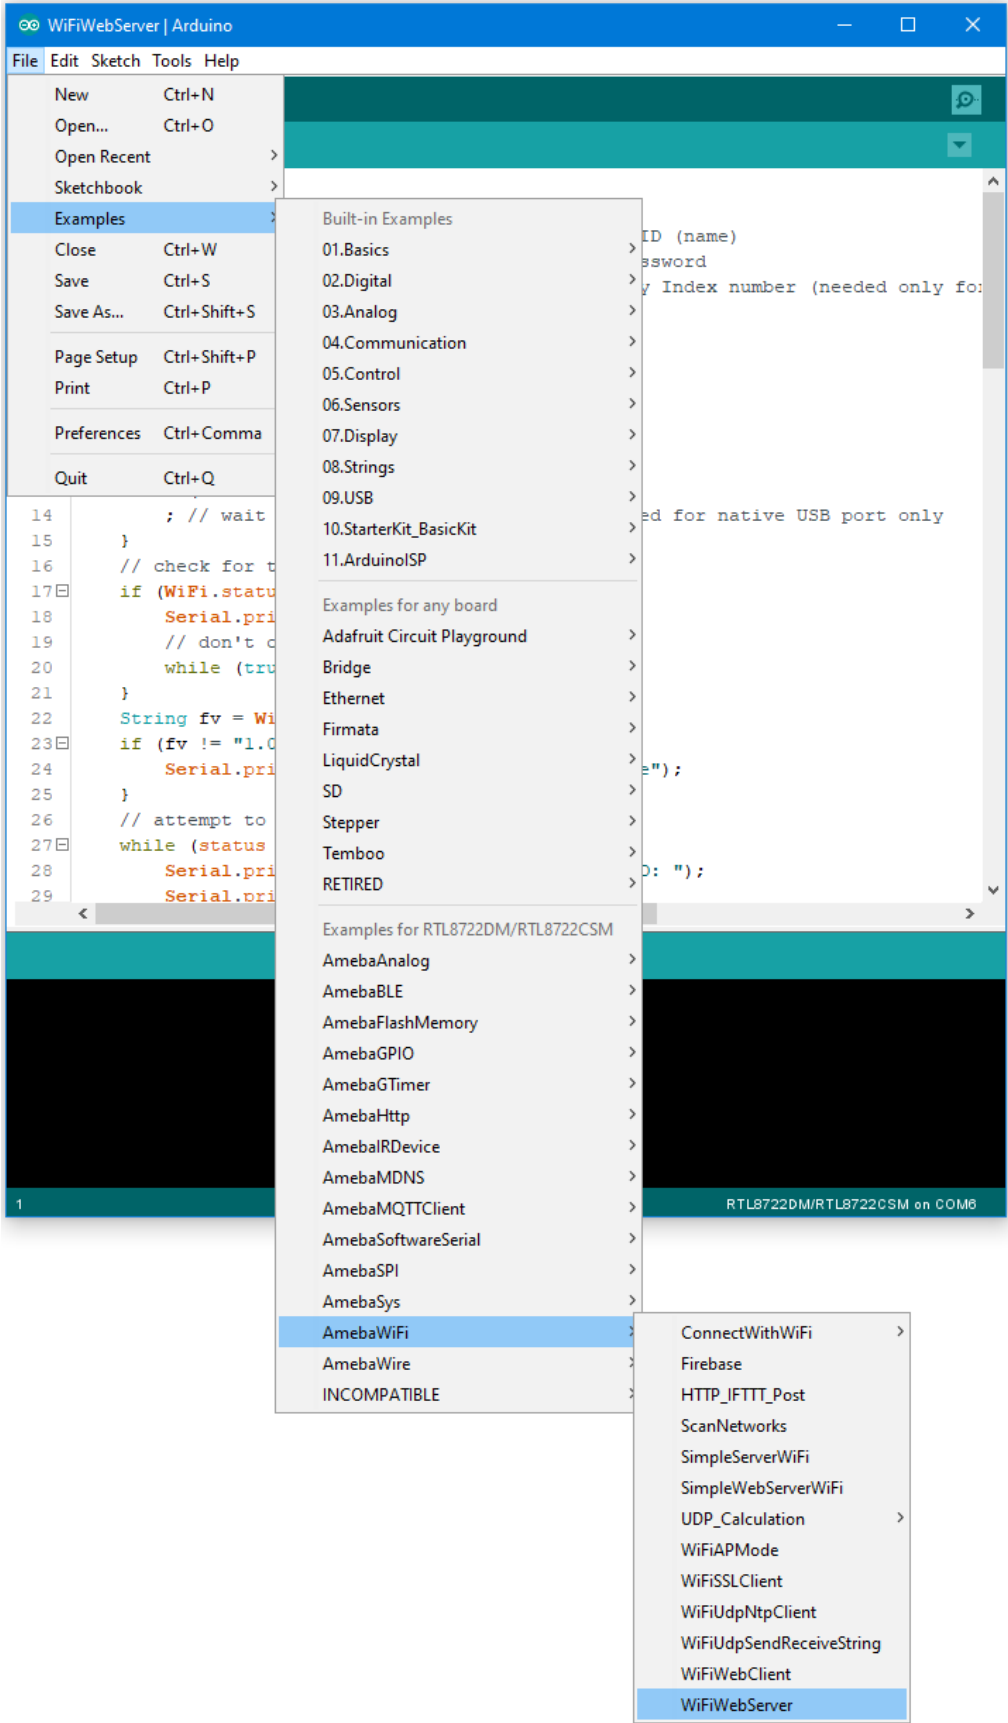 WiFiWebServer | Arduino
File Edit Sketch Tools Help
New Ctrl+N
Open... Ctrl+O
Open Recent
Sketchbook
Examples
Close Ctrl+W
Save Ctrl+S
Save As... Ctrl+Shift+S
Page Setup Ctrl+Shift+P
Print Ctrl+P
Preferences Ctrl+Comma
Quit Ctrl+Q
Built-in Examples
01.Basics
02.Digital
03.Analog
04.Communication
05.Control
06.Sensors
07.Display
08.Strings
09.USB
10.StarterKit_BasicKit
11.ArduinoISP
Examples for any board
Adafruit Circuit Playground
Bridge
Ethernet
Firmata
LiquidCrystal
SD
Stepper
Temboo
RETIRED
Examples for RTL8722DM/RTL8722CSM
AmebaAnalog
AmebaBLE
AmebaFlashMemory
AmebaGPIO
AmebaGTimer
AmebaHttp
AmebaIRDevice
AmebaMDNS
AmebaMQTTClient
AmebaSoftwareSerial
AmebaSPI
AmebaSys
AmebaWiFi
AmebaWire
INCOMPATIBLE
ConnectWithWiFi
Firebase
HTTP_IFTTT_Post
ScanNetworks
SimpleServerWiFi
SimpleWebServerWiFi
UDP_Calculation
WiFiAPMode
WiFiSSLClient
WiFiUdpNtpClient
WiFiUdpSendReceiveString
WiFiWebClient
WiFiWebServer
ID (name)
ssword
y Index number (needed only for
14 ; // wait ed for native USB port only
15 }
16 // check for t
17 if (WiFi.statu
18 Serial.pri
19 // don't c
20 while (tru
21 }
22 String fv = Wi
23 if (fv != "1.0
24 Serial.pri e");
25 }
26 // attempt to
27 while (status
28 Serial.pri D: ");
29 Serial.pri
1 RTL8722DM/RTL8722CSM on COM6